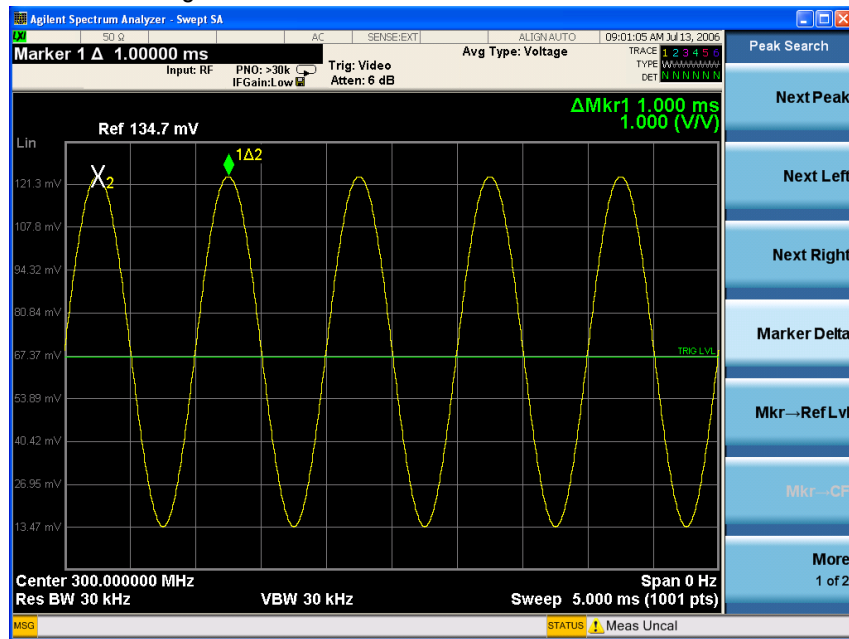 Agilent Spectrum Analyzer - Swept SA
LXI 50 Ω AC SENSE:EXT ALIGN AUTO 09:01:05 AM Jul 13, 2006
Marker 1 Δ 1.00000 ms
Input: RF
PNO: >30k
IFGain:Low
Trig: Video
Atten: 6 dB
Avg Type: Voltage
TRACE 1 2 3 4 5 6
TYPE WWWWWW
DET N N N N N N
Peak Search
Next Peak
ΔMkr1 1.000 ms
1.000 (V/V)
Ref 134.7 mV
Lin
1Δ2
X2
121.3 mV
107.8 mV
94.32 mV
80.84 mV
67.37 mV
TRIG LVL
53.89 mV
40.42 mV
26.95 mV
13.47 mV
Next Left
Next Right
Marker Delta
Mkr→Ref Lvl
Mkr→CF
More
1 of 2
Center 300.000000 MHz
Span 0 Hz
Res BW 30 kHz
VBW 30 kHz
Sweep 5.000 ms (1001 pts)
MSG
STATUS
Meas Uncal